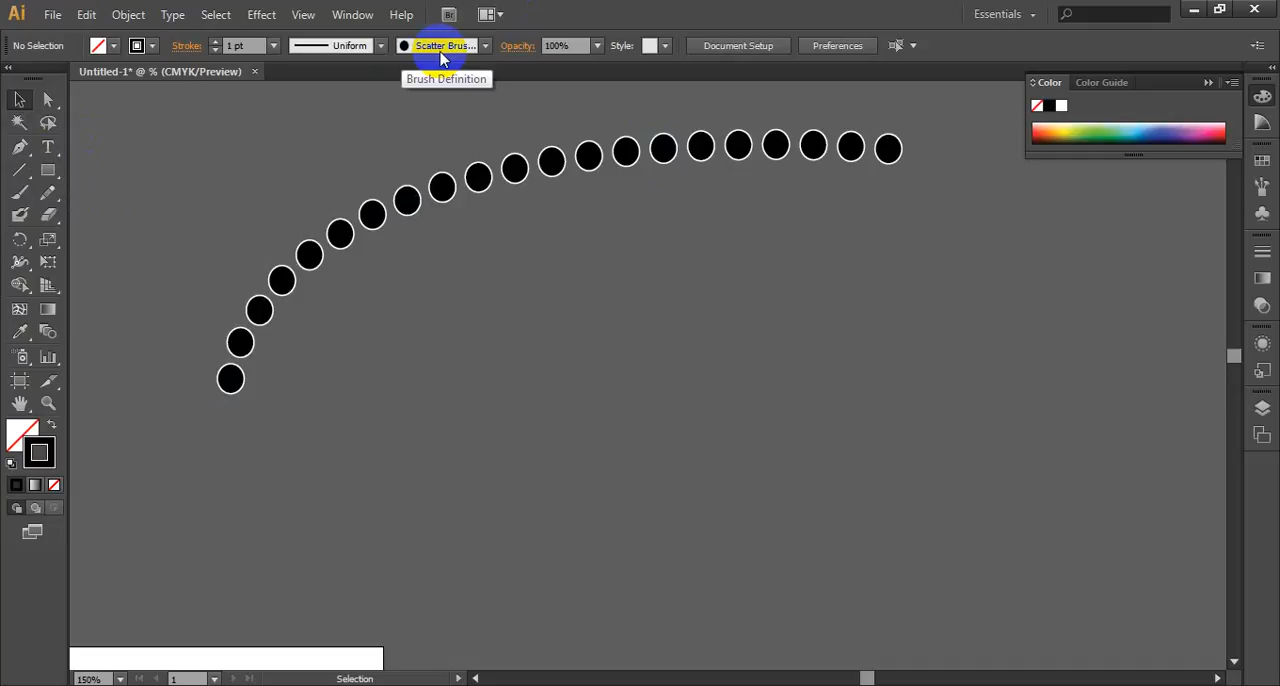 Ai File Edit Object Type Select Effect View Window Help Br Essentials
No Selection Stroke: 1 pt Uniform Scatter Brus... Opacity: 100% Style: Document Setup Preferences
Untitled-1* @ % (CMYK/Preview) ×
Brush Definition
Color Color Guide
T
150% 1 Selection